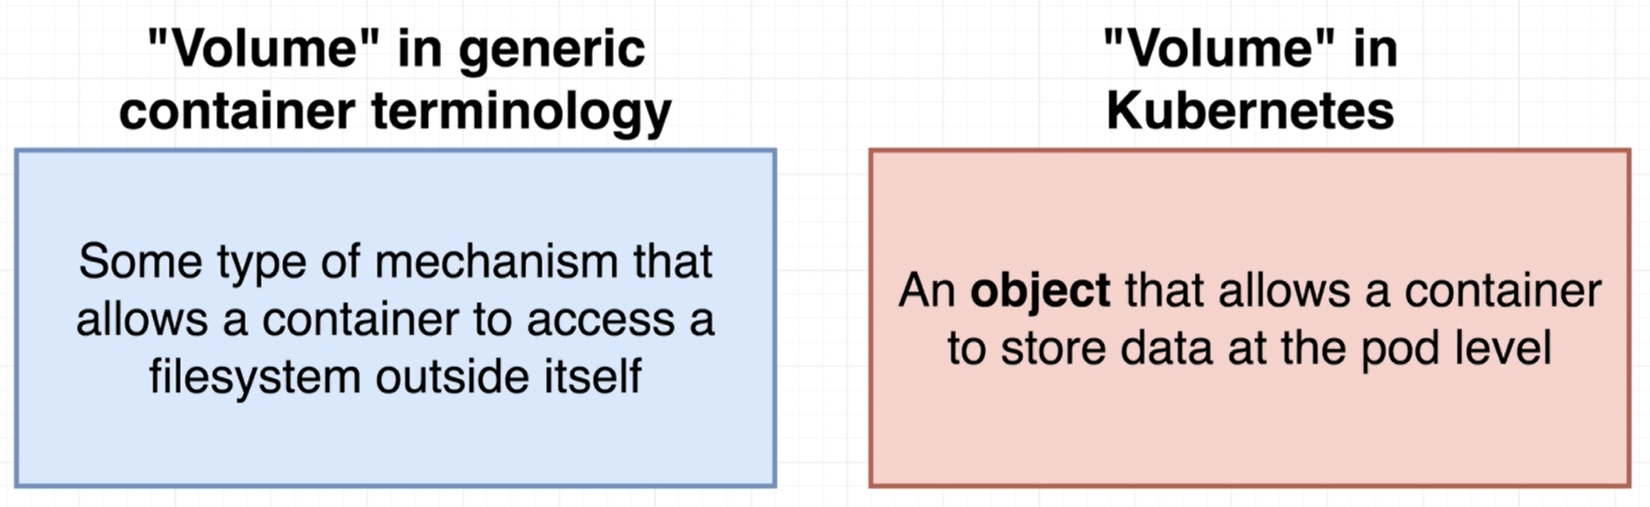 "Volume" in generic
container terminology
Some type of mechanism that
allows a container to access a
filesystem outside itself
"Volume" in
Kubernetes
An object that allows a container
to store data at the pod level